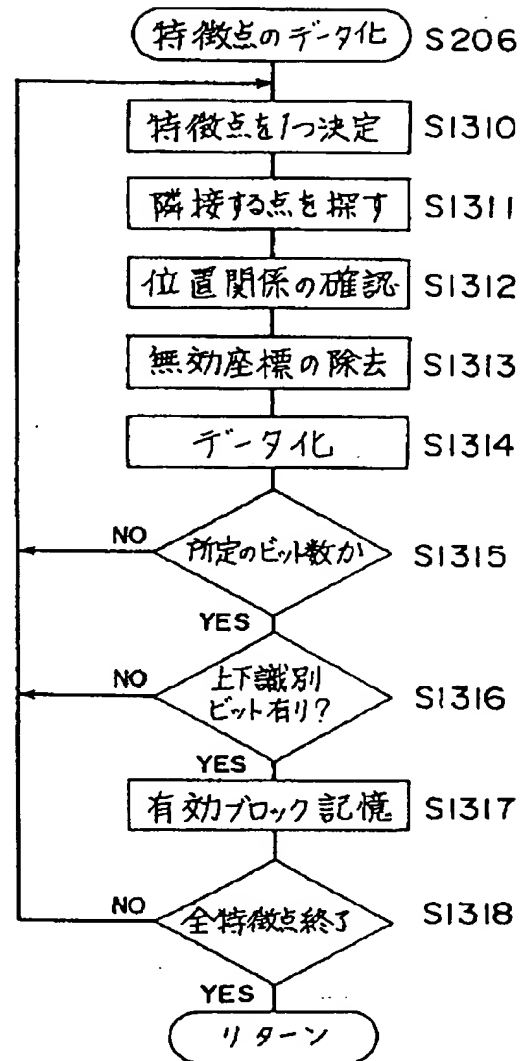 特徴点のデータ化 S206
特徴点を1つ決定 S1310
隣接する点を探す S1311
位置関係の確認 S1312
無効座標の除去 S1313
データ化 S1314
NO 所定のビット数か S1315
YES
NO 上下識別
ビット有り? S1316
YES
有効ブロック記憶 S1317
NO 全特徴点終了 S1318
YES
リターン